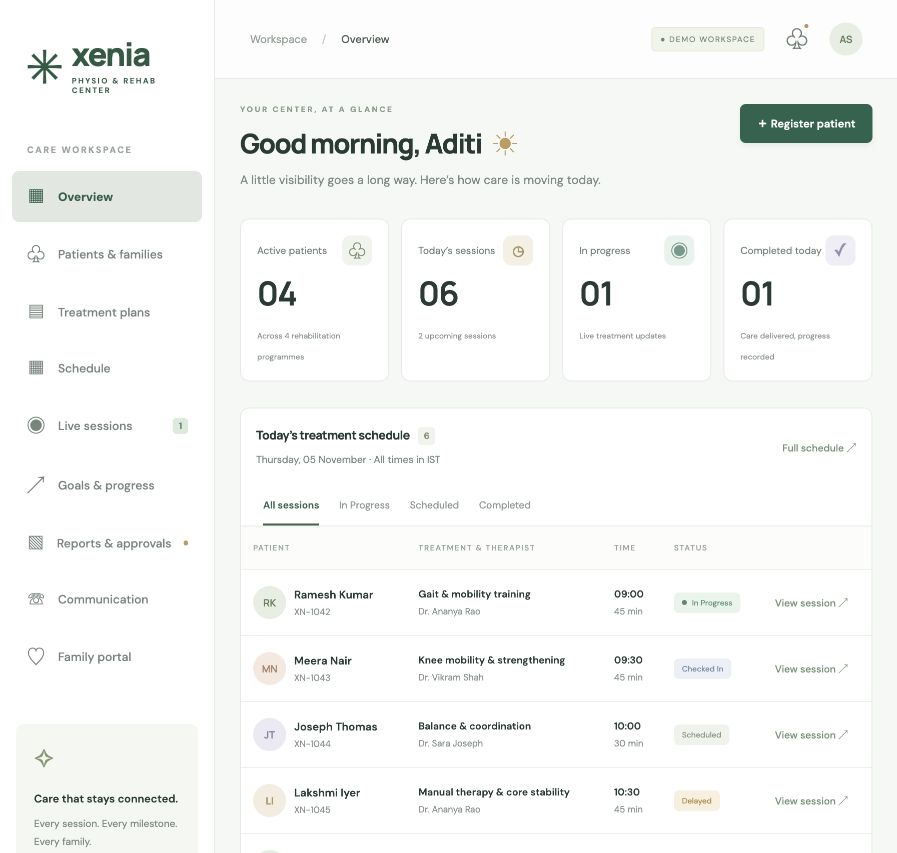 xenia
PHYSIO & REHAB
CENTER
CARE WORKSPACE
Overview
Patients & families
Treatment plans
Schedule
Live sessions 1
Goals & progress
Reports & approvals
Communication
Family portal
Care that stays connected.
Every session. Every milestone.
Every family.
Workspace / Overview
DEMO WORKSPACE
AS
YOUR CENTER, AT A GLANCE
Good morning, Aditi
+ Register patient
A little visibility goes a long way. Here's how care is moving today.
Active patients
04
Across 4 rehabilitation
programmes
Today's sessions
06
2 upcoming sessions
In progress
01
Live treatment updates
Completed today
01
Care delivered, progress
recorded
Today's treatment schedule 6
Thursday, 05 November · All times in IST
Full schedule ↗
All sessions In Progress Scheduled Completed
PATIENT TREATMENT & THERAPIST TIME STATUS
RK Ramesh Kumar Gait & mobility training 09:00 In Progress View session ↗
XN-1042 Dr. Ananya Rao 45 min
MN Meera Nair Knee mobility & strengthening 09:30 Checked In View session ↗
XN-1043 Dr. Vikram Shah 45 min
JT Joseph Thomas Balance & coordination 10:00 Scheduled View session ↗
XN-1044 Dr. Sara Joseph 30 min
LI Lakshmi Iyer Manual therapy & core stability 10:30 Delayed View session ↗
XN-1045 Dr. Ananya Rao 45 min